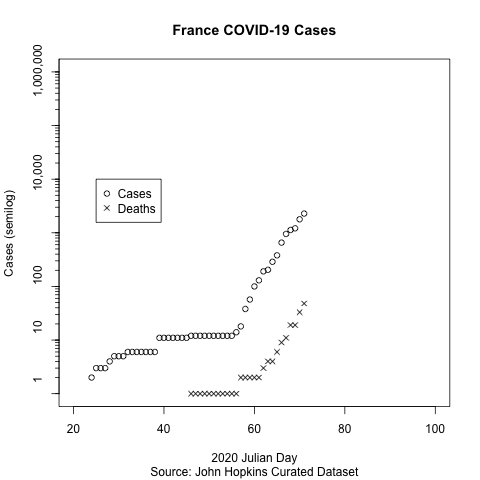 France COVID-19 Cases
Cases (semilog)
1,000,000
10,000
100
10
1
Cases
Deaths
20 40 60 80 100
2020 Julian Day
Source: John Hopkins Curated Dataset